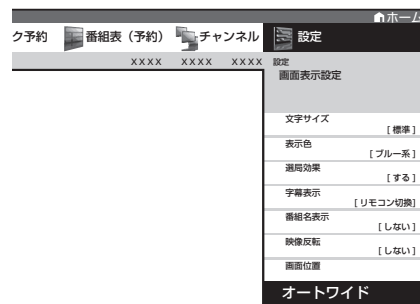 ホーム
ク予約 番組表（予約） チャンネル 設定
XXXX XXXX XXXX 設定
画面表示設定
文字サイズ
[標準]
表示色
[ブルー系]
選局効果
[する]
字幕表示
[リモコン切換]
番組名表示
[しない]
映像反転
[しない]
画面位置
オートワイド